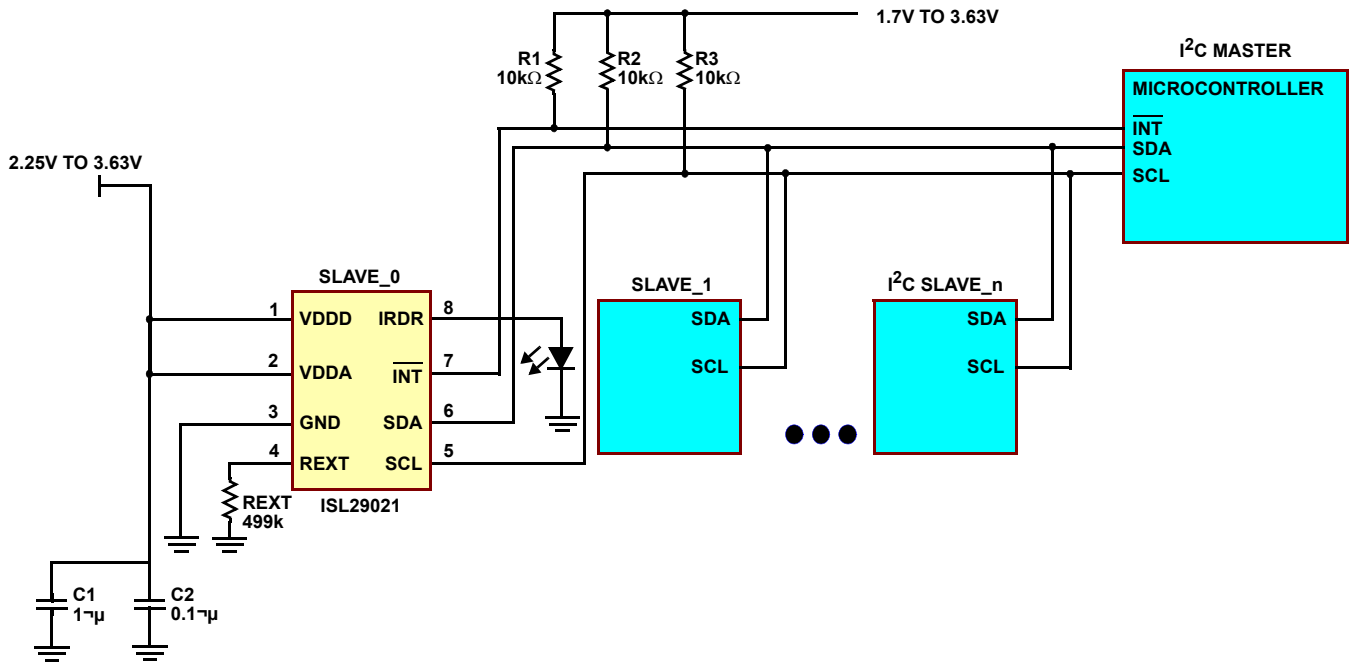 1.7V TO 3.63V
R1
10kΩ
R2
10kΩ
R3
10kΩ
I²C MASTER
MICROCONTROLLER
INT
SDA
SCL
2.25V TO 3.63V
SLAVE_0
1
VDDD
IRDR
8
2
VDDA
INT
7
3
GND
SDA
6
4
REXT
SCL
5
ISL29021
REXT
499k
SLAVE_1
SDA
SCL
I²C SLAVE_n
SDA
SCL
C1
1¬µ
C2
0.1¬µ